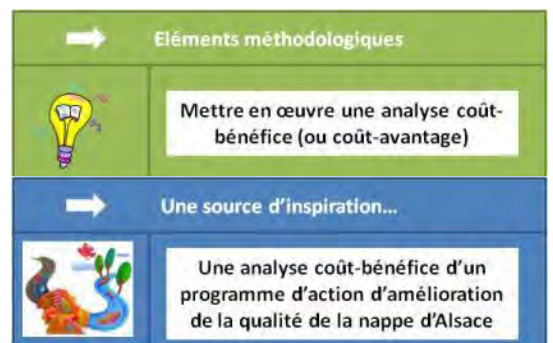 Eléments méthodologiques
Mettre en œuvre une analyse coût-
bénéfice (ou coût-avantage)
Une source d'inspiration…
Une analyse coût-bénéfice d'un
programme d'action d'amélioration
de la qualité de la nappe d'Alsace